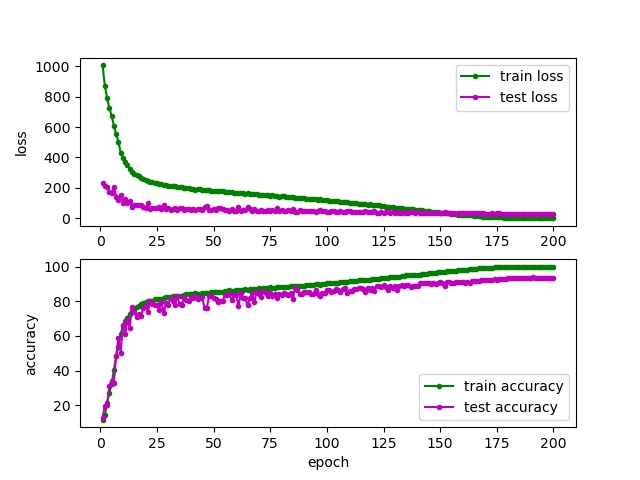 1000
800
600
400
200
0
loss
train loss
test loss
0 25 50 75 100 125 150 175 200
100
80
60
40
20
accuracy
train accuracy
test accuracy
0 25 50 75 100 125 150 175 200
epoch